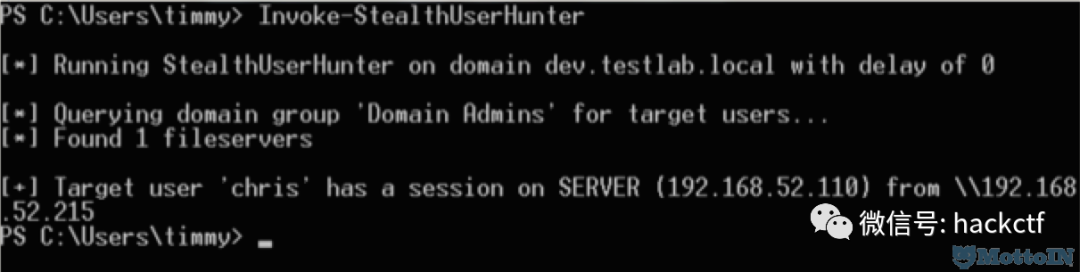 PS C:\Users\timmy> Invoke-StealthUserHunter
[*] Running StealthUserHunter on domain dev.testlab.local with delay of 0
[*] Querying domain group 'Domain Admins' for target users...
[*] Found 1 fileservers
[+] Target user 'chris' has a session on SERVER (192.168.52.110) from \\192.168
.52.215
PS C:\Users\timmy> _
微信号: hackctf
MottoIN